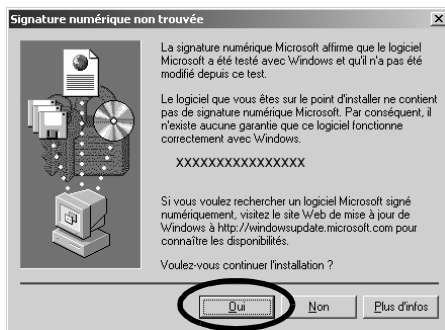 Signature numérique non trouvée
La signature numérique Microsoft affirme que le logiciel
Microsoft a été testé avec Windows et qu'il n'a pas été
modifié depuis ce test.
Le logiciel que vous êtes sur le point d'installer ne contient
pas de signature numérique Microsoft. Par conséquent, il
n'existe aucune garantie que ce logiciel fonctionne
correctement avec Windows.
XXXXXXXXXXXXXXXX
Si vous voulez rechercher un logiciel Microsoft signé
numériquement, visitez le site Web de mise à jour de
Windows à http://windowsupdate.microsoft.com pour
connaître les disponibilités.
Voulez-vous continuer l'installation ?
Oui Non Plus d'infos